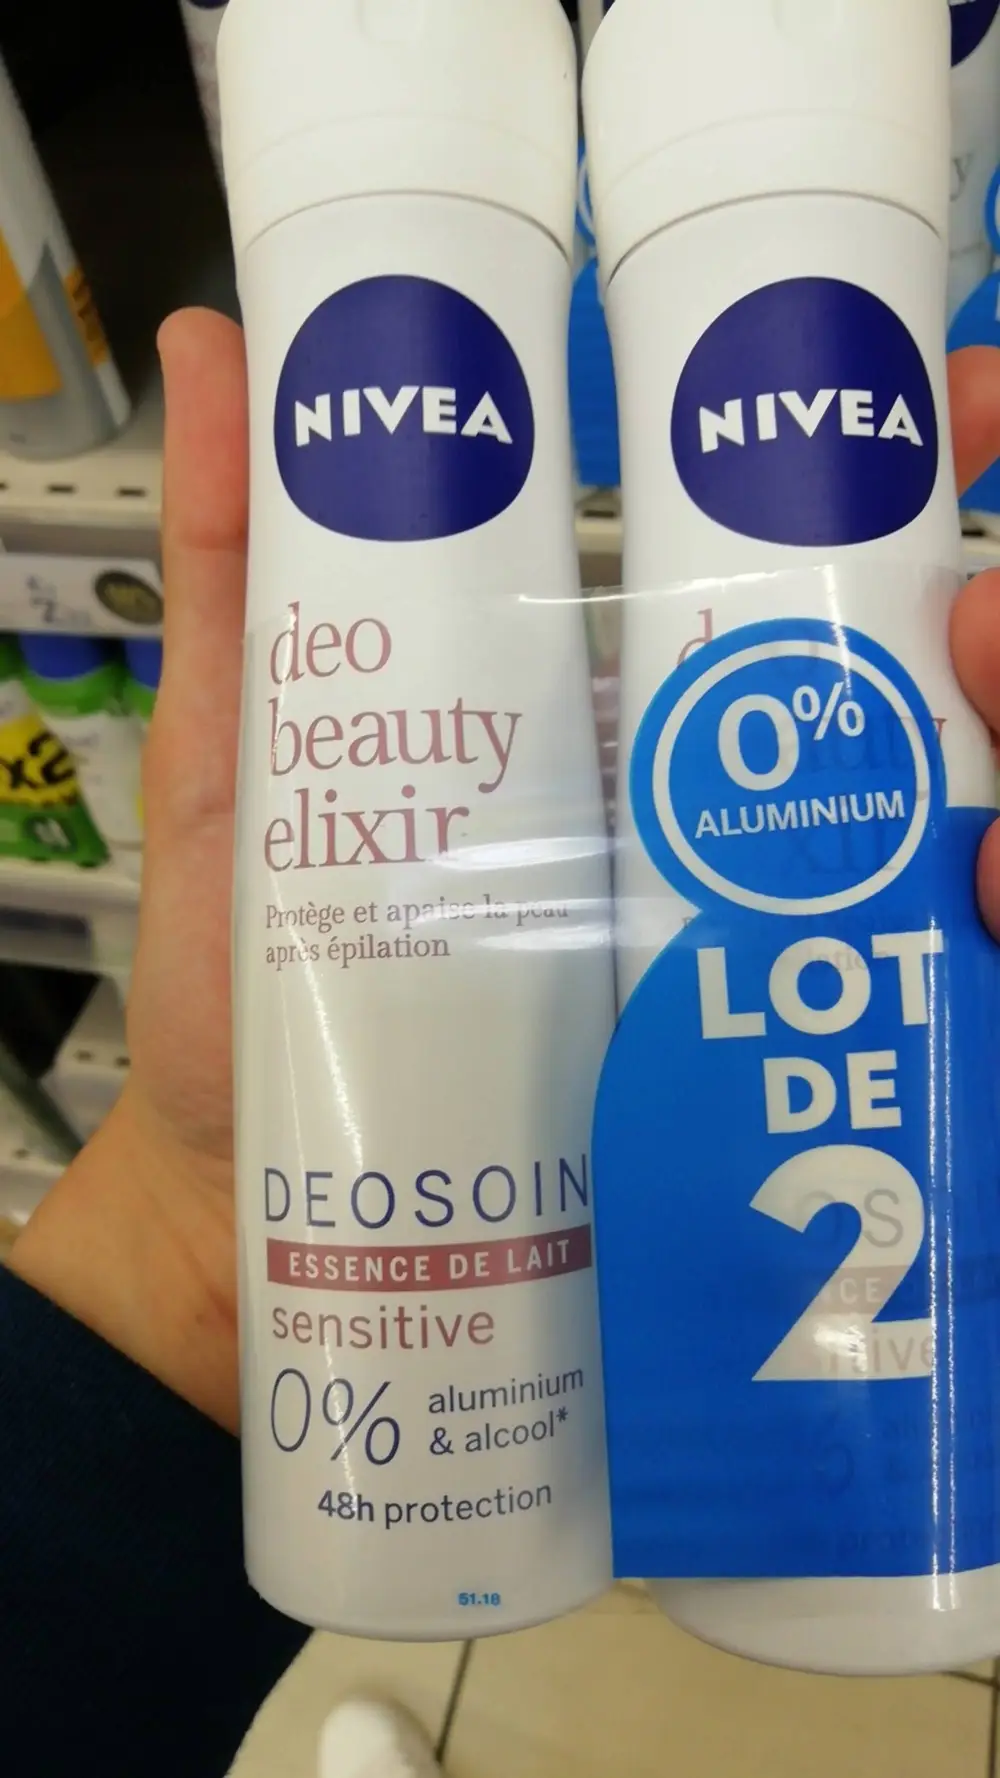 NIVEA
deo
beauty
elixir
Protège et apaise la peau
après épilation
DEOSOIN
ESSENCE DE LAIT
sensitive
0% aluminium
& alcool*
48h protection
51.18
NIVEA
0%
ALUMINIUM
LOT
DE
2
x2